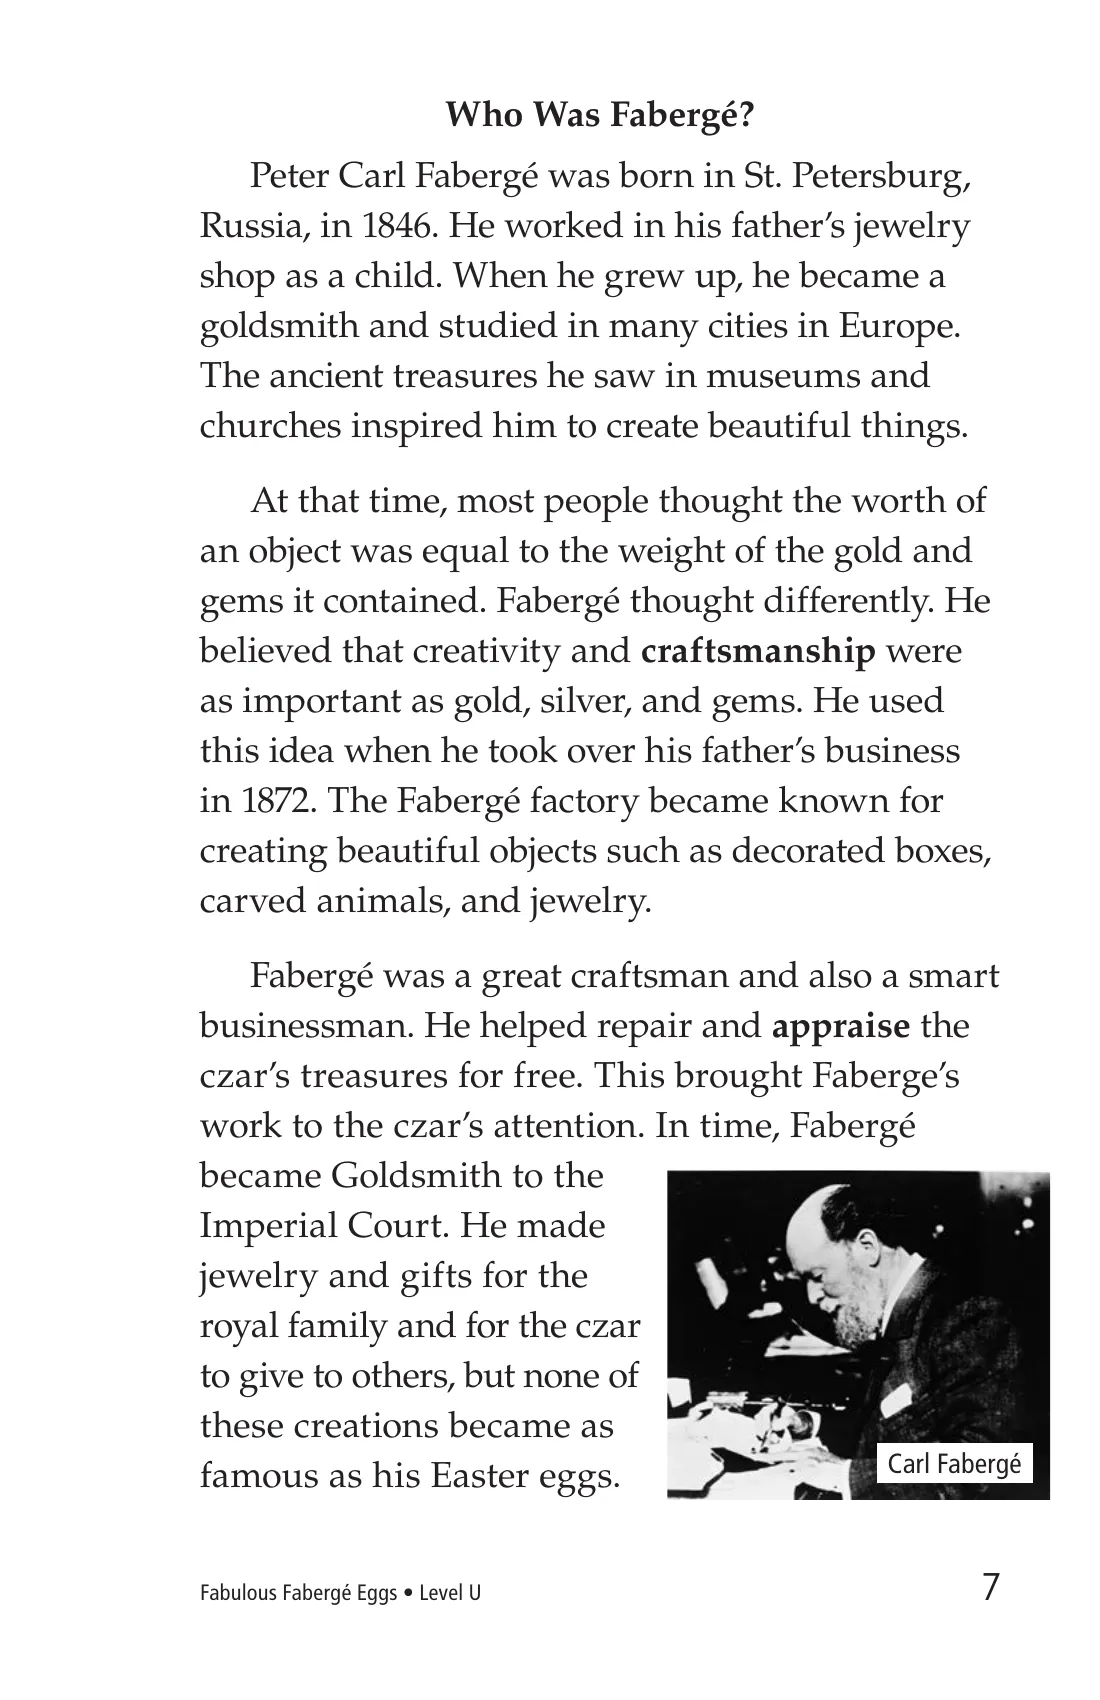 Who Was Fabergé?
Peter Carl Fabergé was born in St. Petersburg,
Russia, in 1846. He worked in his father’s jewelry
shop as a child. When he grew up, he became a
goldsmith and studied in many cities in Europe.
The ancient treasures he saw in museums and
churches inspired him to create beautiful things.
At that time, most people thought the worth of
an object was equal to the weight of the gold and
gems it contained. Fabergé thought differently. He
believed that creativity and craftsmanship were
as important as gold, silver, and gems. He used
this idea when he took over his father’s business
in 1872. The Fabergé factory became known for
creating beautiful objects such as decorated boxes,
carved animals, and jewelry.
Fabergé was a great craftsman and also a smart
businessman. He helped repair and appraise the
czar’s treasures for free. This brought Faberge’s
work to the czar’s attention. In time, Fabergé
became Goldsmith to the
Imperial Court. He made
jewelry and gifts for the
royal family and for the czar
to give to others, but none of
these creations became as
famous as his Easter eggs.
Carl Fabergé
Fabulous Fabergé Eggs • Level U
7